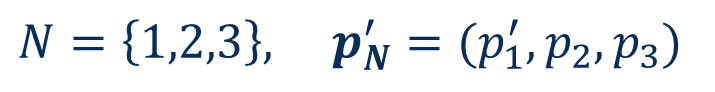 N = {1,2,3}, p′_N = (p′_1, p_2, p_3)